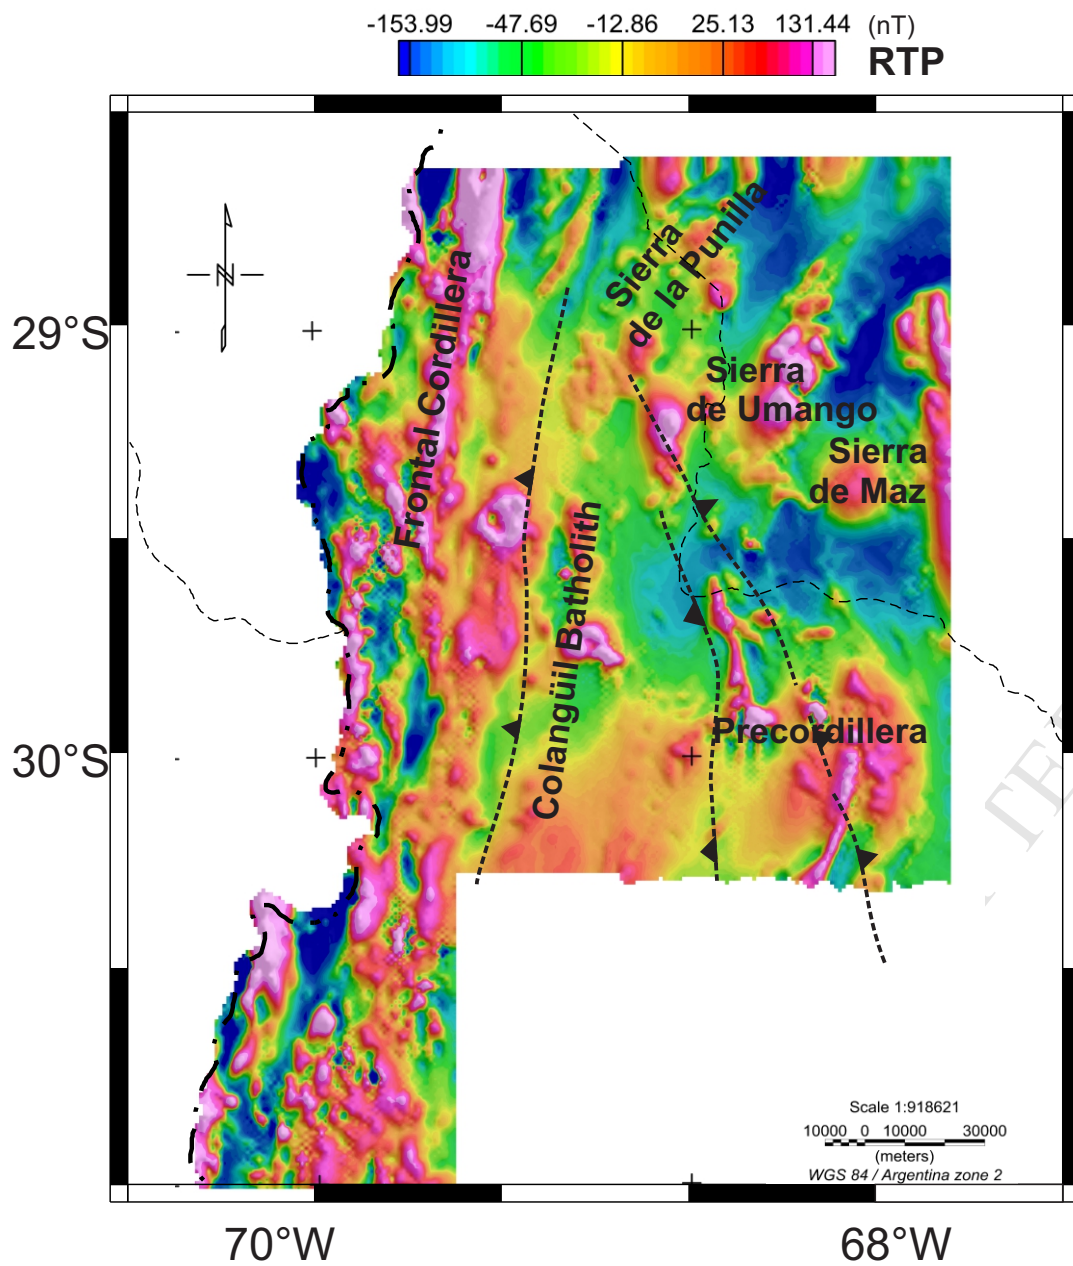 -153.99 -47.69 -12.86 25.13 131.44 (nT)
RTP
N
Sierra
de la Punilla
Frontal Cordillera
29°S
Sierra
de Umango
Sierra
de Maz
Colangüil Batholith
Precordillera
30°S
TE
Scale 1:918621
10000 0 10000 30000
(meters)
WGS 84 / Argentina zone 2
70°W 68°W